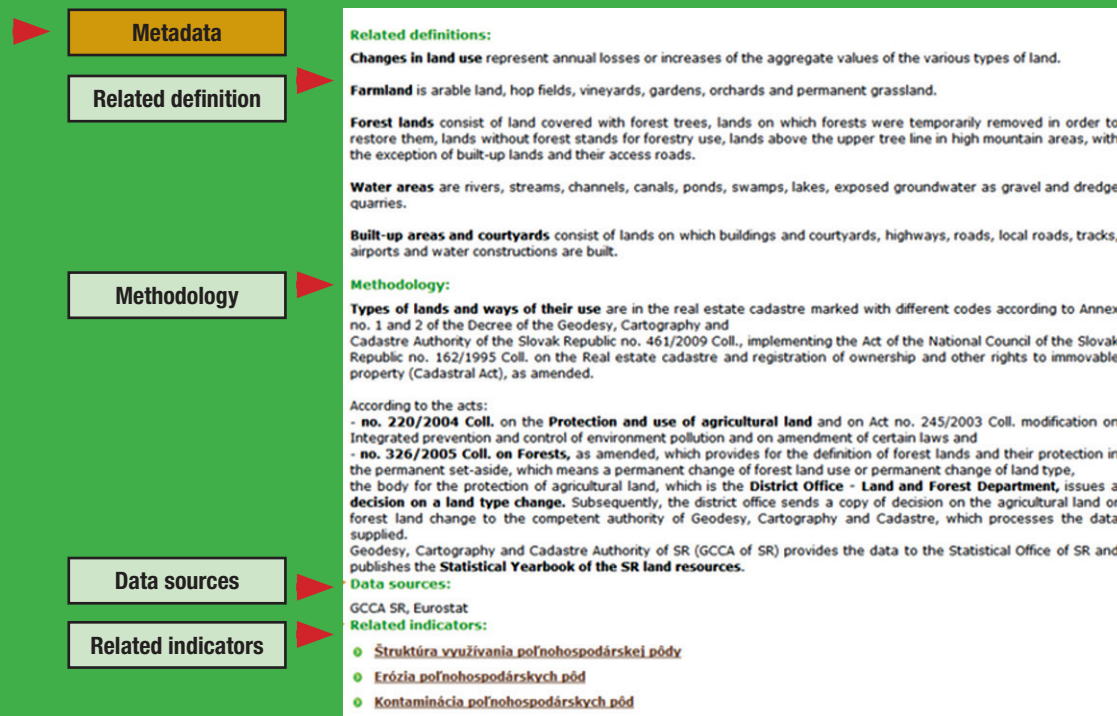 Metadata
Related definition
Methodology
Data sources
Related indicators
Related definitions:
Changes in land use represent annual losses or increases of the aggregate values of the various types of land.
Farmland is arable land, hop fields, vineyards, gardens, orchards and permanent grassland.
Forest lands consist of land covered with forest trees, lands on which forests were temporarily removed in order to
restore them, lands without forest stands for forestry use, lands above the upper tree line in high mountain areas, with
the exception of built-up lands and their access roads.
Water areas are rivers, streams, channels, canals, ponds, swamps, lakes, exposed groundwater as gravel and dredge
quarries.
Built-up areas and courtyards consist of lands on which buildings and courtyards, highways, roads, local roads, tracks,
airports and water constructions are built.
Methodology:
Types of lands and ways of their use are in the real estate cadastre marked with different codes according to Annex
no. 1 and 2 of the Decree of the Geodesy, Cartography and
Cadastre Authority of the Slovak Republic no. 461/2009 Coll., implementing the Act of the National Council of the Slovak
Republic no. 162/1995 Coll. on the Real estate cadastre and registration of ownership and other rights to immovable
property (Cadastral Act), as amended.
According to the acts:
- no. 220/2004 Coll. on the Protection and use of agricultural land and on Act no. 245/2003 Coll. modification on
Integrated prevention and control of environment pollution and on amendment of certain laws and
- no. 326/2005 Coll. on Forests, as amended, which provides for the definition of forest lands and their protection in
the permanent set-aside, which means a permanent change of forest land use or permanent change of land type,
the body for the protection of agricultural land, which is the District Office - Land and Forest Department, issues a
decision on a land type change. Subsequently, the district office sends a copy of decision on the agricultural land or
forest land change to the competent authority of Geodesy, Cartography and Cadastre, which processes the data
supplied.
Geodesy, Cartography and Cadastre Authority of SR (GCCA of SR) provides the data to the Statistical Office of SR and
publishes the Statistical Yearbook of the SR land resources.
Data sources:
GCCA SR, Eurostat
Related indicators:
Štruktúra využívania poľnohospodárskej pôdy
Erózia poľnohospodárskych pôd
Kontaminácia poľnohospodárskych pôd